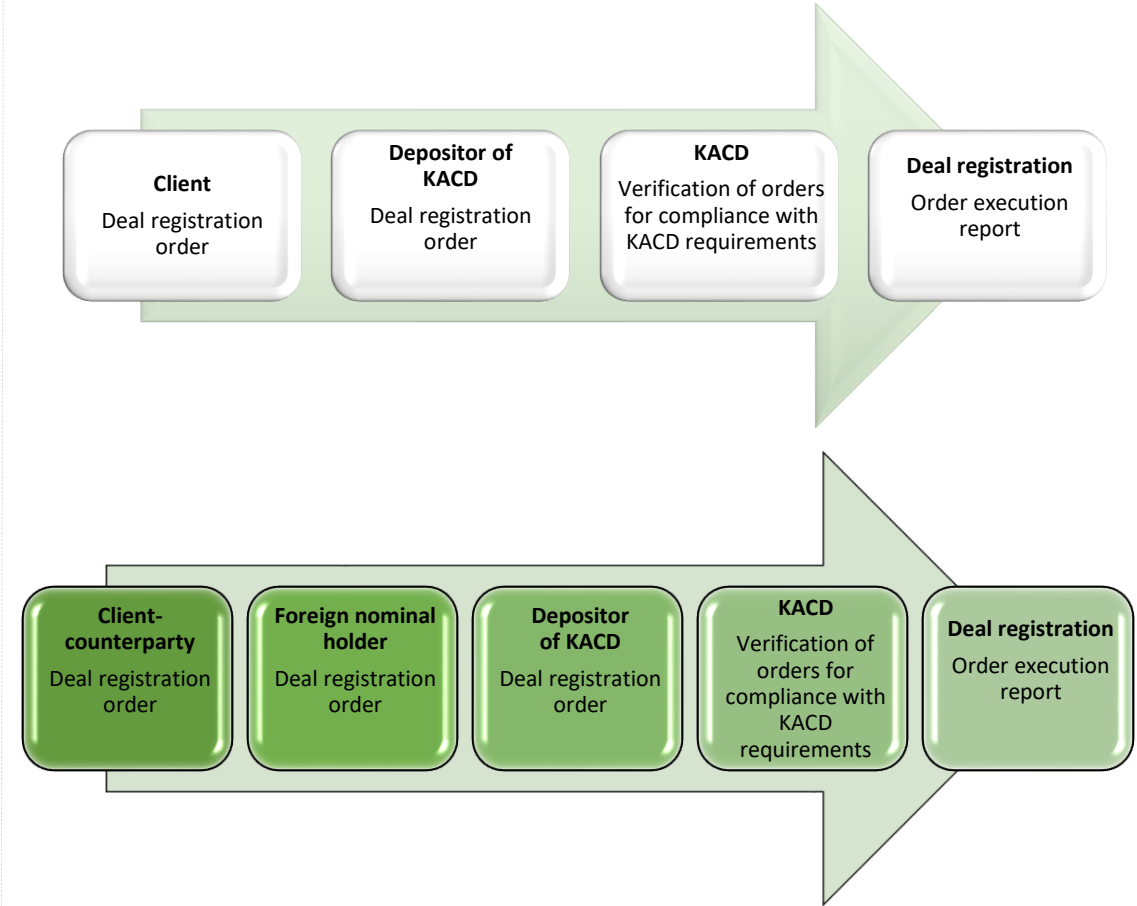 Client
Deal registration
order
Depositor of
KACD
Deal registration
order
KACD
Verification of orders
for compliance with
KACD requirements
Deal registration
Order execution
report
Client-
counterparty
Deal registration
order
Foreign nominal
holder
Deal registration
order
Depositor
of KACD
Deal registration
order
KACD
Verification of
orders for
compliance with
KACD
requirements
Deal registration
Order execution
report